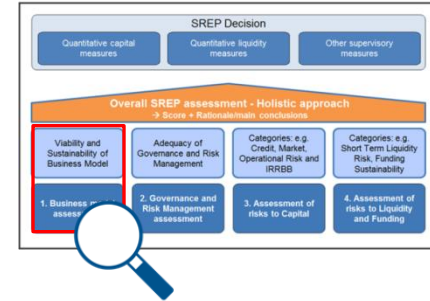 SREP Decision
Quantitative capital
measures
Quantitative liquidity
measures
Other supervisory
measures
Overall SREP assessment - Holistic approach
→ Score + Rationale/main conclusions
Viability and
Sustainability of
Business Model
Adequacy of
Governance and Risk
Management
Categories: e.g.
Credit, Market,
Operational Risk and
IRRBB
Categories: e.g.
Short Term Liquidity
Risk, Funding
Sustainability
1. Business
2. Governance and
Risk Management
assessment
3. Assessment of
risks to Capital
4. Assessment of
risks to Liquidity
and Funding